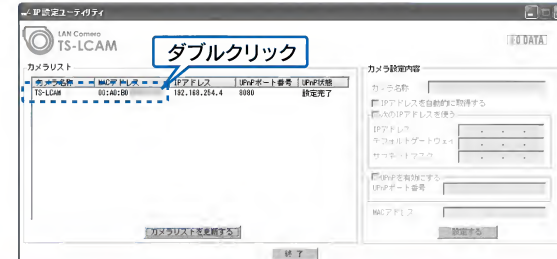 IP設定ユーティリティ
LAN Camera
TS-LCAM
I-O DATA
ダブルクリック
カメラリスト
カメラ名称 MACアドレス IPアドレス UPnPポート番号 UPnP状態
TS-LCAM 00:A0:B0 192.168.254.4 8080 設定完了
カメラリストを更新する
カメラ設定内容
カメラ名称
IPアドレスを自動的に取得する
次のIPアドレスを使う
IPアドレス
デフォルトゲートウェイ
サブネットマスク
UPnPを有効にする
UPnPポート番号
MACアドレス
設定する
終了